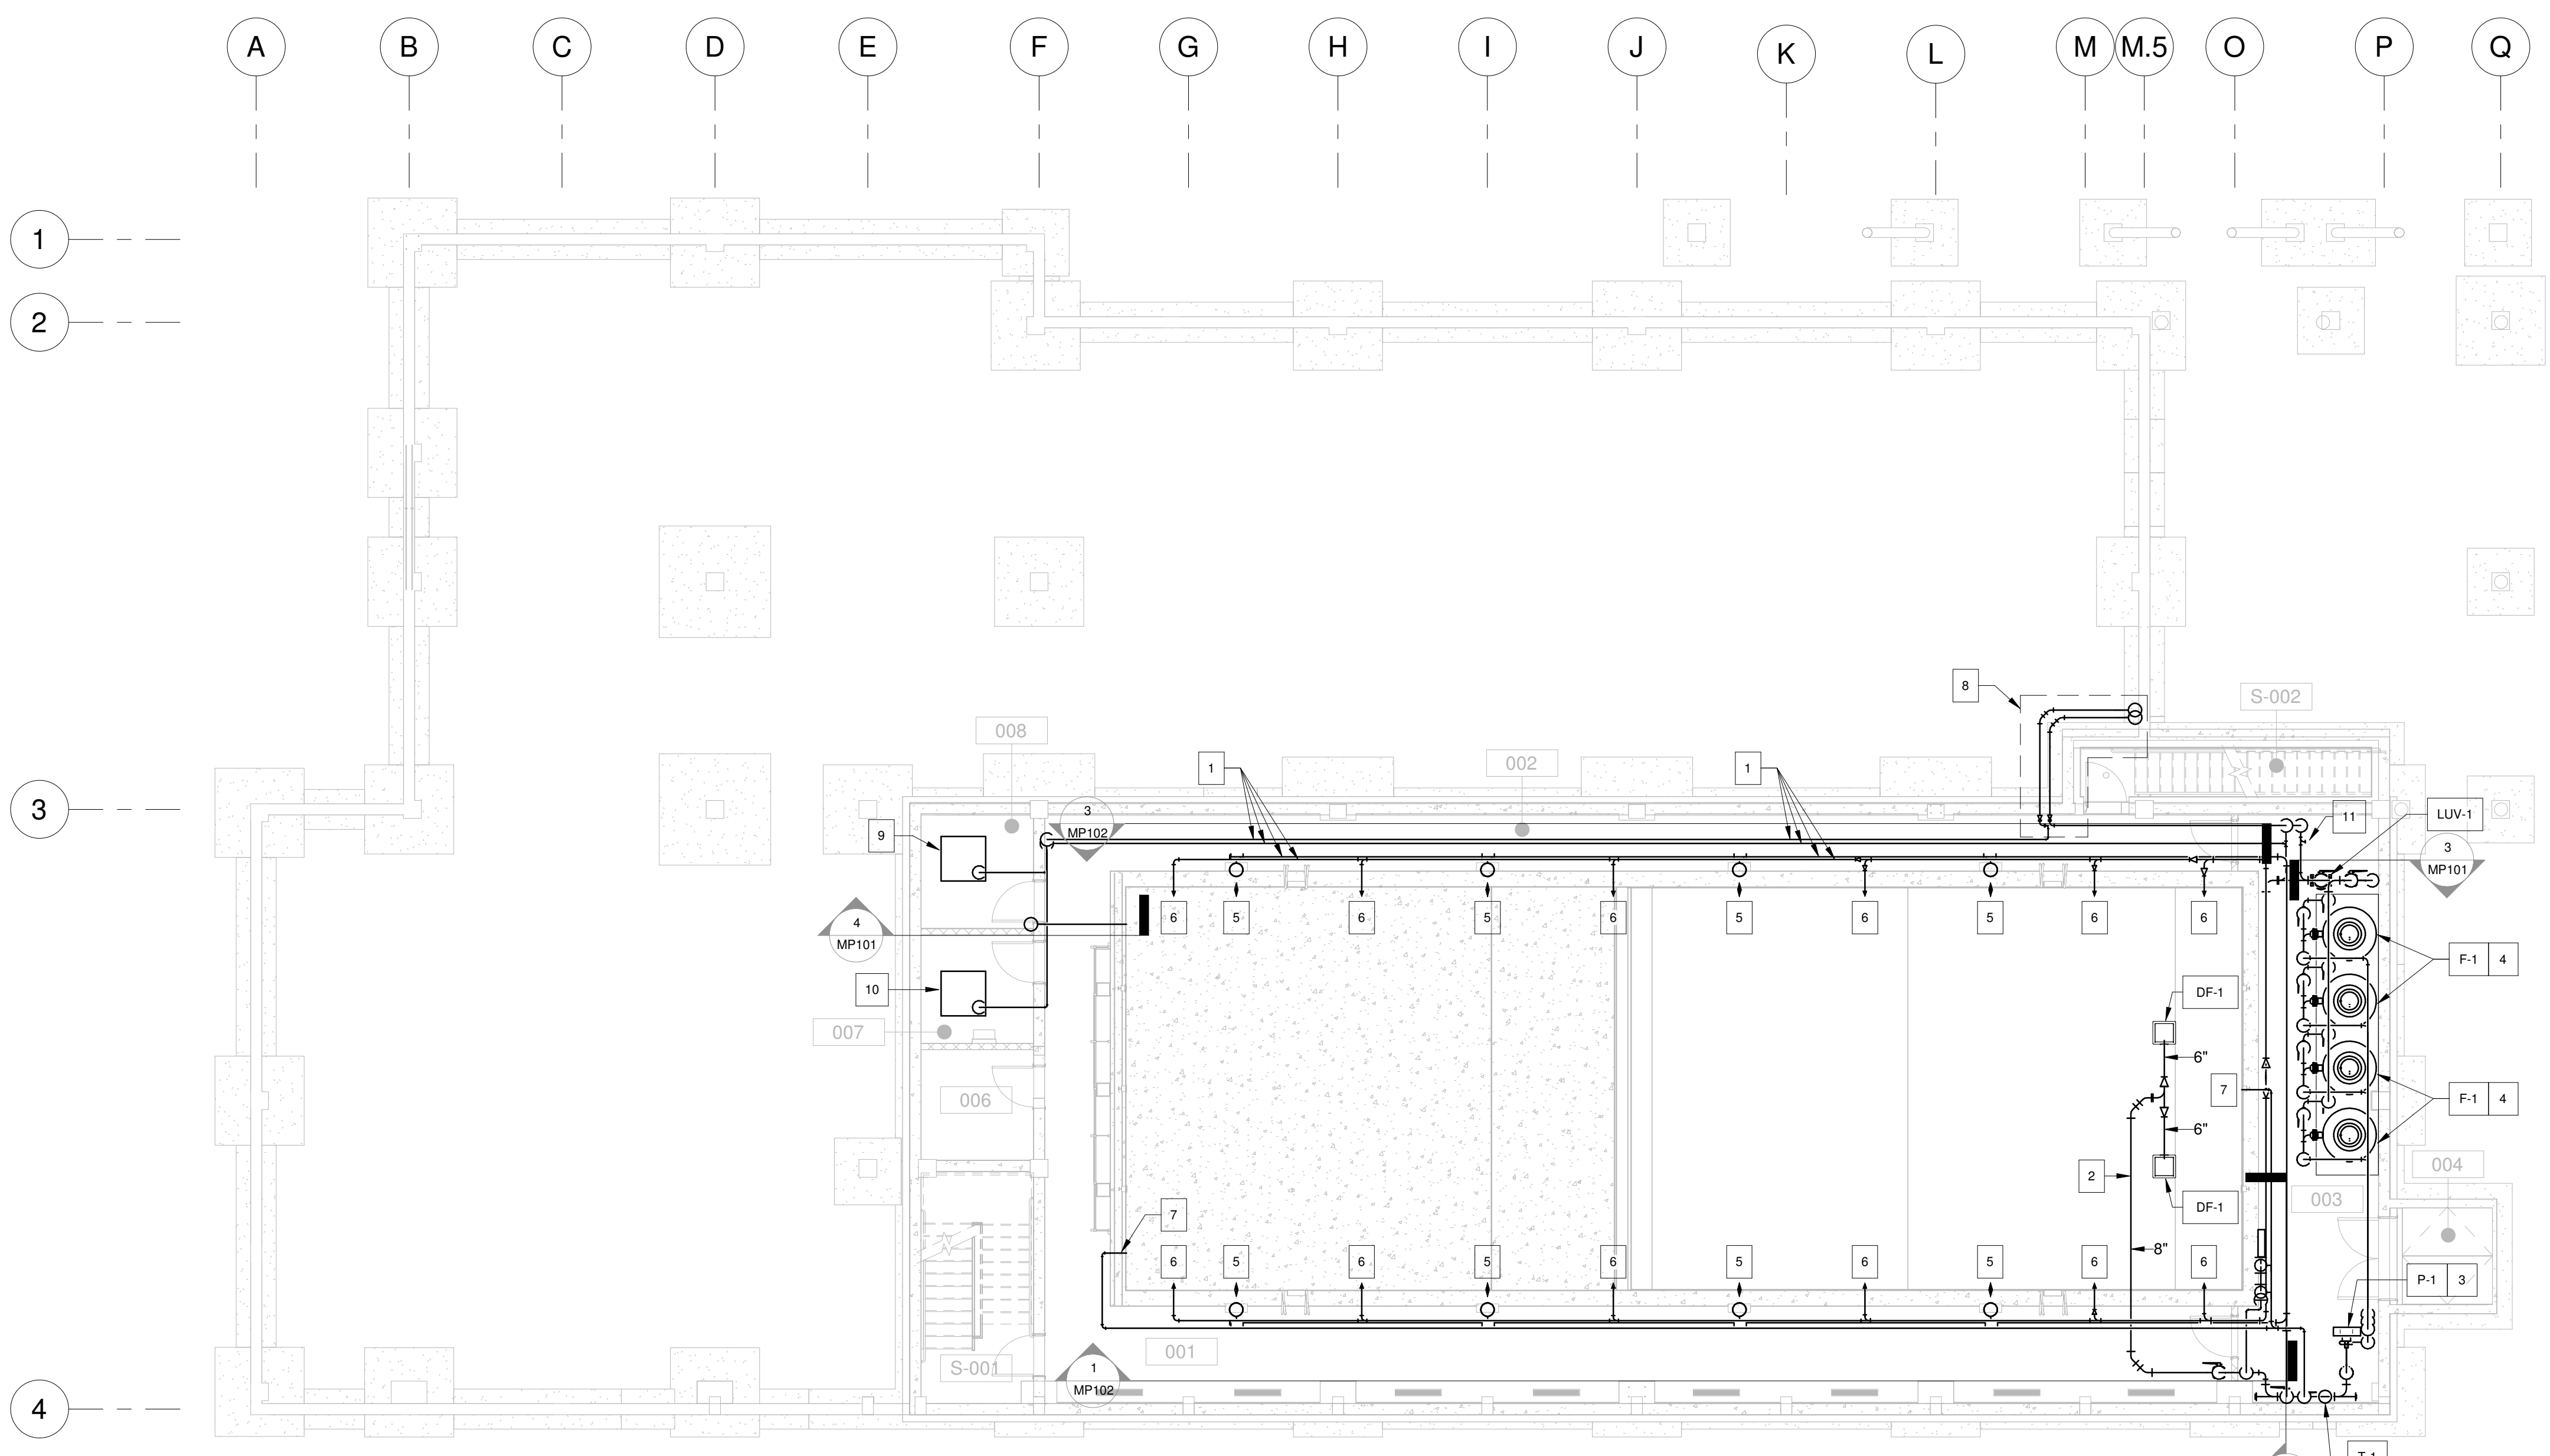 A B C D E F G H I J K L M M.5 O P Q
1
2
8
S-002
008
002
1
1
3
3
MP102
9
11
LUV-1
3
MP101
4
MP101
6 5 6 5 6 5 6 5 6 6
F-1 4
10
DF-1
007
6"
7
F-1 4
006
6"
2
004
DF-1
003
7
8"
6 5 6 5 6 5 6 5 6 6
P-1 3
001
S-001
1
MP102
4
T-1